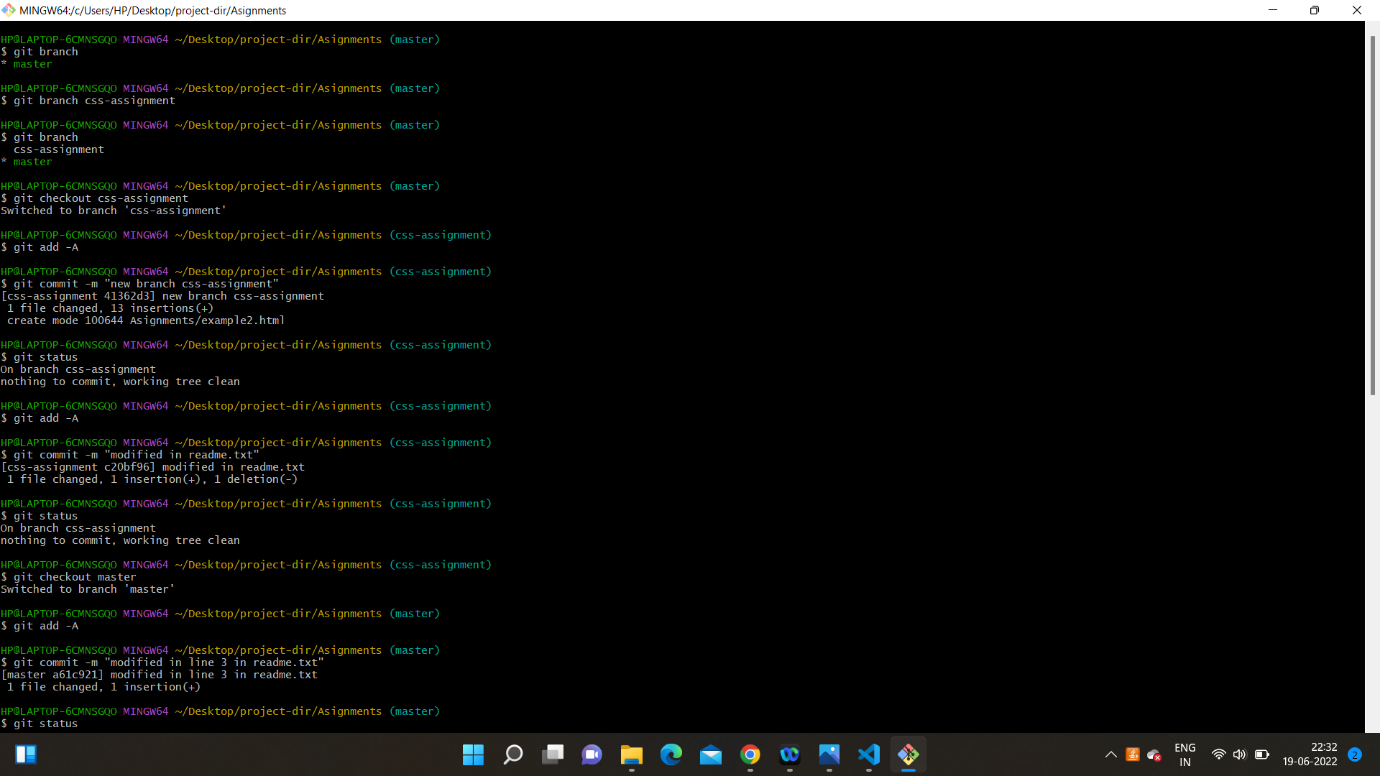 MINGW64:/c/Users/HP/Desktop/project-dir/Asignments
HP@LAPTOP-6CMNSGQO MINGW64 ~/Desktop/project-dir/Asignments (master)
$ git branch
* master
HP@LAPTOP-6CMNSGQO MINGW64 ~/Desktop/project-dir/Asignments (master)
$ git branch css-assignment
HP@LAPTOP-6CMNSGQO MINGW64 ~/Desktop/project-dir/Asignments (master)
$ git branch
  css-assignment
* master
HP@LAPTOP-6CMNSGQO MINGW64 ~/Desktop/project-dir/Asignments (master)
$ git checkout css-assignment
Switched to branch 'css-assignment'
HP@LAPTOP-6CMNSGQO MINGW64 ~/Desktop/project-dir/Asignments (css-assignment)
$ git add -A
HP@LAPTOP-6CMNSGQO MINGW64 ~/Desktop/project-dir/Asignments (css-assignment)
$ git commit -m "new branch css-assignment"
[css-assignment 41362d3] new branch css-assignment
 1 file changed, 13 insertions(+)
 create mode 100644 Asignments/example2.html
HP@LAPTOP-6CMNSGQO MINGW64 ~/Desktop/project-dir/Asignments (css-assignment)
$ git status
On branch css-assignment
nothing to commit, working tree clean
HP@LAPTOP-6CMNSGQO MINGW64 ~/Desktop/project-dir/Asignments (css-assignment)
$ git add -A
HP@LAPTOP-6CMNSGQO MINGW64 ~/Desktop/project-dir/Asignments (css-assignment)
$ git commit -m "modified in readme.txt"
[css-assignment c20bf96] modified in readme.txt
 1 file changed, 1 insertion(+), 1 deletion(-)
HP@LAPTOP-6CMNSGQO MINGW64 ~/Desktop/project-dir/Asignments (css-assignment)
$ git status
On branch css-assignment
nothing to commit, working tree clean
HP@LAPTOP-6CMNSGQO MINGW64 ~/Desktop/project-dir/Asignments (css-assignment)
$ git checkout master
Switched to branch 'master'
HP@LAPTOP-6CMNSGQO MINGW64 ~/Desktop/project-dir/Asignments (master)
$ git add -A
HP@LAPTOP-6CMNSGQO MINGW64 ~/Desktop/project-dir/Asignments (master)
$ git commit -m "modified in line 3 in readme.txt"
[master a61c921] modified in line 3 in readme.txt
 1 file changed, 1 insertion(+)
HP@LAPTOP-6CMNSGQO MINGW64 ~/Desktop/project-dir/Asignments (master)
$ git status
ENG
IN
22:32
19-06-2022
2